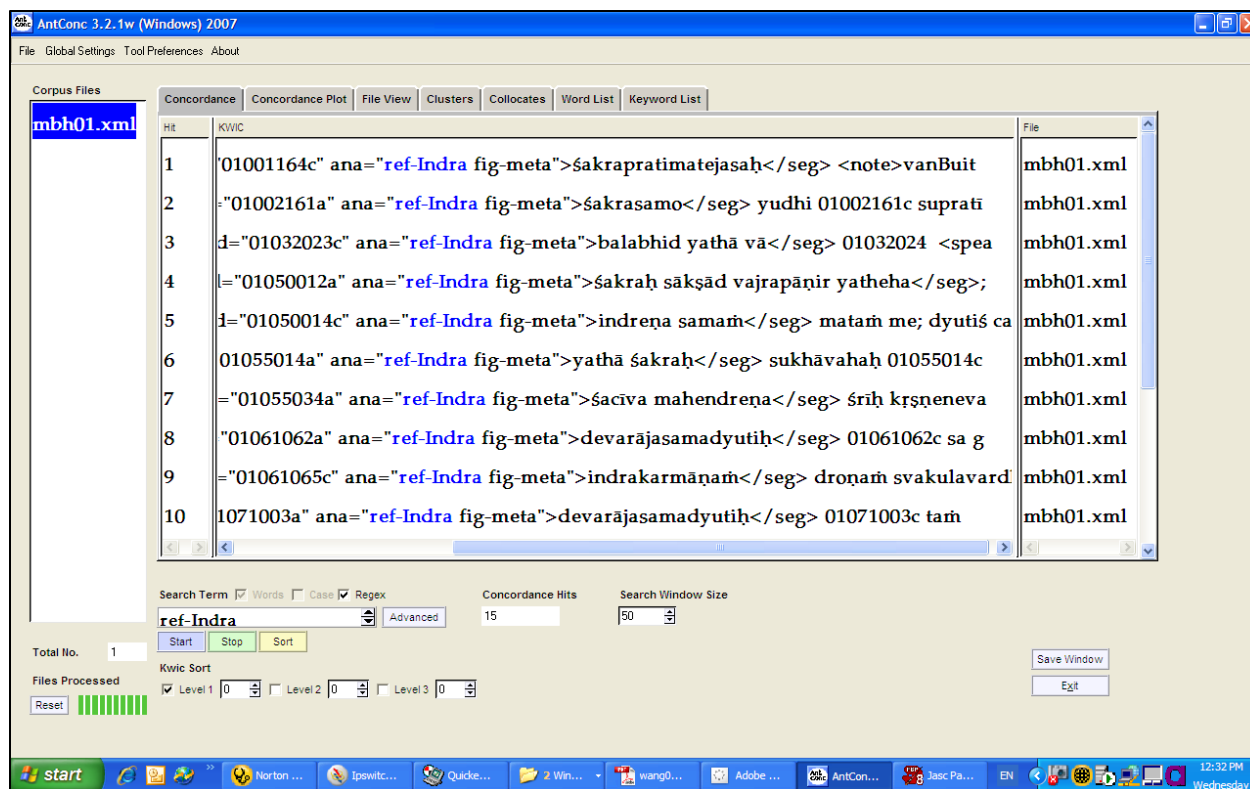 AntConc 3.2.1w (Windows) 2007
File Global Settings Tool Preferences About
Corpus Files
mbh01.xml
Concordance Concordance Plot File View Clusters Collocates Word List Keyword List
Hit KWIC File
1 '01001164c" ana="ref-Indra fig-meta">śakrapratimatejasaḥ</seg> <note>vanBuit mbh01.xml
2 ="01002161a" ana="ref-Indra fig-meta">śakrasamo</seg> yudhi 01002161c supratī mbh01.xml
3 d="01032023c" ana="ref-Indra fig-meta">balabhid yathā vā</seg> 01032024 <spea mbh01.xml
4 l="01050012a" ana="ref-Indra fig-meta">śakraḥ sākṣād vajrapāṇir yatheha</seg>; mbh01.xml
5 d="01050014c" ana="ref-Indra fig-meta">indreṇa samaṁ</seg> mataṁ me; dyutiś ca mbh01.xml
6 01055014a" ana="ref-Indra fig-meta">yathā śakraḥ</seg> sukhāvahaḥ 01055014c mbh01.xml
7 ="01055034a" ana="ref-Indra fig-meta">śacīva mahendreṇa</seg> śrīḥ kṛṣṇeneva mbh01.xml
8 "01061062a" ana="ref-Indra fig-meta">devarājasamadyutiḥ</seg> 01061062c sa g mbh01.xml
9 ="01061065c" ana="ref-Indra fig-meta">indrakarmāṇaṁ</seg> droṇaṁ svakulavard mbh01.xml
10 1071003a" ana="ref-Indra fig-meta">devarājasamadyutiḥ</seg> 01071003c taṁ mbh01.xml
Search Term Words Case Regex Concordance Hits Search Window Size
ref-Indra Advanced 15 50
Start Stop Sort
Total No. 1
Kwic Sort
Save Window
Files Processed
Level 1 0 Level 2 0 Level 3 0
Exit
Reset
start Norton ... Ipswitc... Quicke... 2 Win... wang0... Adobe ... AntCon... Jasc Pa... EN 12:32 PM
Wednesday